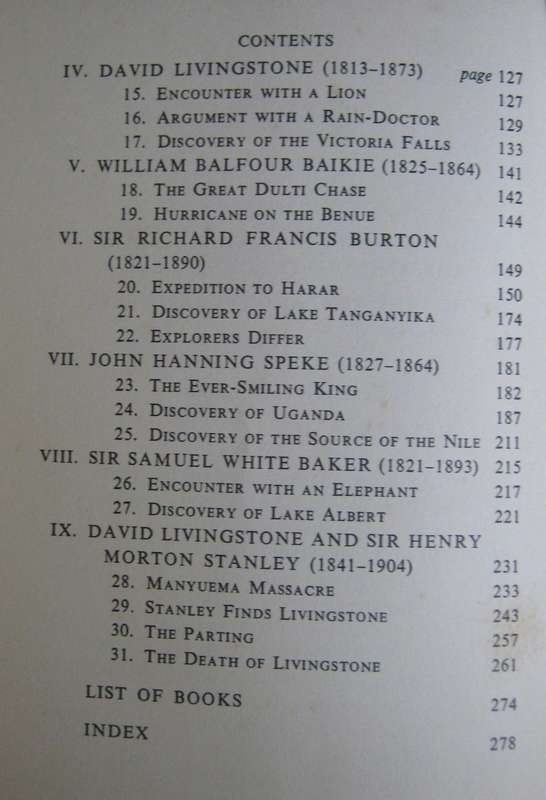 CONTENTS
IV. DAVID LIVINGSTONE (1813–1873) page 127
15. ENCOUNTER WITH A LION 127
16. ARGUMENT WITH A RAIN-DOCTOR 129
17. DISCOVERY OF THE VICTORIA FALLS 133
V. WILLIAM BALFOUR BAIKIE (1825–1864) 141
18. THE GREAT DULTI CHASE 142
19. HURRICANE ON THE BENUE 144
VI. SIR RICHARD FRANCIS BURTON
(1821–1890) 149
20. EXPEDITION TO HARAR 150
21. DISCOVERY OF LAKE TANGANYIKA 174
22. EXPLORERS DIFFER 177
VII. JOHN HANNING SPEKE (1827–1864) 181
23. THE EVER-SMILING KING 182
24. DISCOVERY OF UGANDA 187
25. DISCOVERY OF THE SOURCE OF THE NILE 211
VIII. SIR SAMUEL WHITE BAKER (1821–1893) 215
26. ENCOUNTER WITH AN ELEPHANT 217
27. DISCOVERY OF LAKE ALBERT 221
IX. DAVID LIVINGSTONE AND SIR HENRY
MORTON STANLEY (1841–1904) 231
28. MANYUEMA MASSACRE 233
29. STANLEY FINDS LIVINGSTONE 243
30. THE PARTING 257
31. THE DEATH OF LIVINGSTONE 261
LIST OF BOOKS 274
INDEX 278